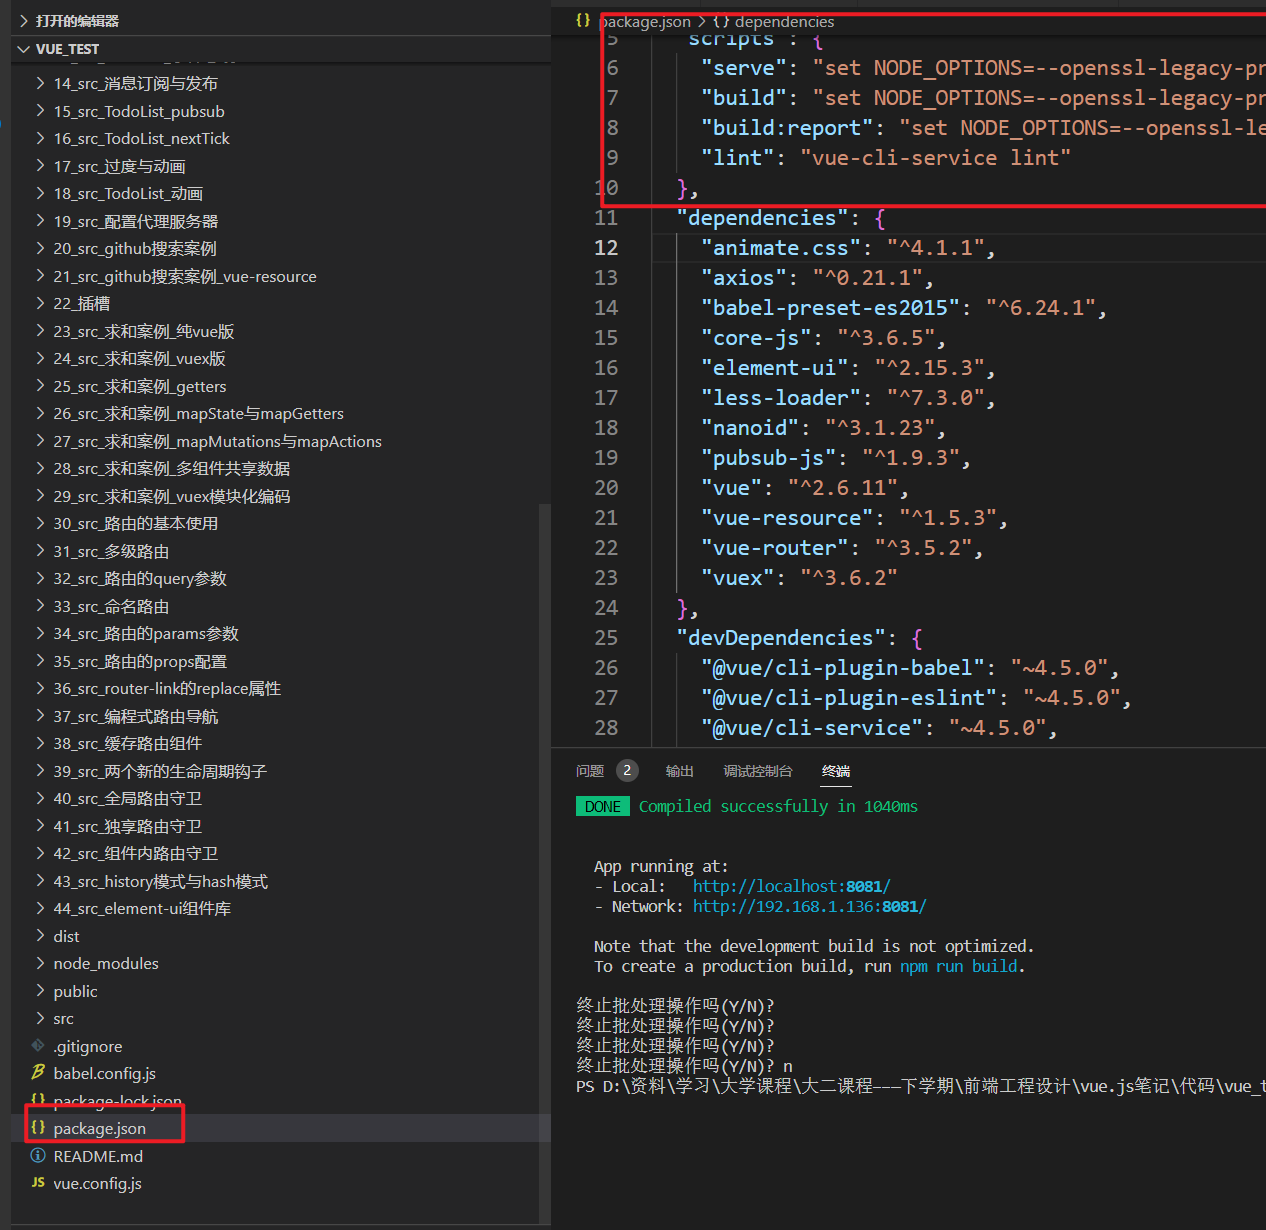 打开的编辑器
VUE_TEST
14_src_消息订阅与发布
15_src_TodoList_pubsub
16_src_TodoList_nextTick
17_src_过度与动画
18_src_TodoList_动画
19_src_配置代理服务器
20_src_github搜索案例
21_src_github搜索案例_vue-resource
22_插槽
23_src_求和案例_纯vue版
24_src_求和案例_vuex版
25_src_求和案例_getters
26_src_求和案例_mapState与mapGetters
27_src_求和案例_mapMutations与mapActions
28_src_求和案例_多组件共享数据
29_src_求和案例_vuex模块化编码
30_src_路由的基本使用
31_src_多级路由
32_src_路由的query参数
33_src_命名路由
34_src_路由的params参数
35_src_路由的props配置
36_src_router-link的replace属性
37_src_编程式路由导航
38_src_缓存路由组件
39_src_两个新的生命周期钩子
40_src_全局路由守卫
41_src_独享路由守卫
42_src_组件内路由守卫
43_src_history模式与hash模式
44_src_element-ui组件库
dist
node_modules
public
src
.gitignore
babel.config.js
package-lock.json
package.json
README.md
vue.config.js
{} package.json > {} dependencies
5 scripts": {
6 "serve": "set NODE_OPTIONS=--openssl-legacy-pr
7 "build": "set NODE_OPTIONS=--openssl-legacy-pr
8 "build:report": "set NODE_OPTIONS=--openssl-le
9 "lint": "vue-cli-service lint"
10 },
11 "dependencies": {
12 "animate.css": "^4.1.1",
13 "axios": "^0.21.1",
14 "babel-preset-es2015": "^6.24.1",
15 "core-js": "^3.6.5",
16 "element-ui": "^2.15.3",
17 "less-loader": "^7.3.0",
18 "nanoid": "^3.1.23",
19 "pubsub-js": "^1.9.3",
20 "vue": "^2.6.11",
21 "vue-resource": "^1.5.3",
22 "vue-router": "^3.5.2",
23 "vuex": "^3.6.2"
24 },
25 "devDependencies": {
26 "@vue/cli-plugin-babel": "~4.5.0",
27 "@vue/cli-plugin-eslint": "~4.5.0",
28 "@vue/cli-service": "~4.5.0",
问题 2 输出 调试控制台 终端
DONE Compiled successfully in 1040ms
App running at:
- Local: http://localhost:8081/
- Network: http://192.168.1.136:8081/
Note that the development build is not optimized.
To create a production build, run npm run build.
终止批处理操作吗(Y/N)?
终止批处理操作吗(Y/N)?
终止批处理操作吗(Y/N)?
终止批处理操作吗(Y/N)? n
PS D:\资料\学习\大学课程\大二课程———下学期\前端工程设计\vue.js笔记\代码\vue_t